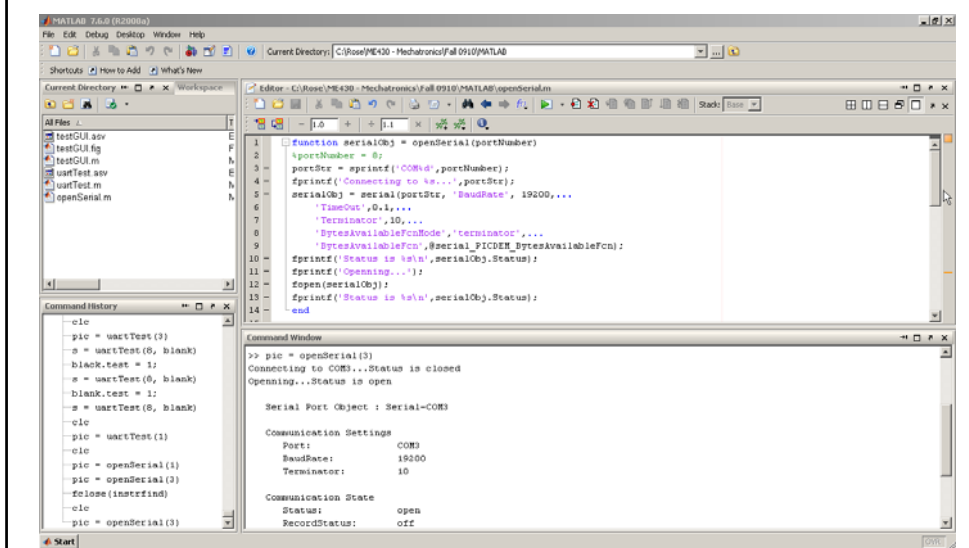 MATLAB 7.6.0 (R2008a)
File Edit Debug Desktop Window Help
Current Directory: C:\Rose\ME430 - Mechatronics\Fall 0910\MATLAB
Shortcuts How to Add What's New
Current Directory Workspace
All Files
testGUI.asv
testGUI.fig
testGUI.m
uartTest.asv
uartTest.m
openSerial.m
Editor - C:\Rose\ME430 - Mechatronics\Fall 0910\MATLAB\openSerial.m
Stack: Base
1.0 1.1
1 function serialObj = openSerial(portNumber)
2 %portNumber = 8;
3 portStr = sprintf('COM%d',portNumber);
4 fprintf('Connecting to %s...',portStr);
5 serialObj = serial(portStr, 'BaudRate', 19200,...
6 'TimeOut',0.1,...
7 'Terminator',10,...
8 'BytesAvailableFcnMode','terminator',...
9 'BytesAvailableFcn',@serial_PICDEM_BytesAvailableFcn);
10 fprintf('Status is %s\n',serialObj.Status);
11 fprintf('Openning...');
12 fopen(serialObj);
13 fprintf('Status is %s\n',serialObj.Status);
14 end
Command History
clc
pic = uartTest(3)
s = uartTest(8, blank)
black.test = 1;
s = uartTest(8, blank)
blank.test = 1;
s = uartTest(8, blank)
clc
pic = uartTest(1)
clc
pic = openSerial(1)
pic = openSerial(3)
fclose(instrfind)
clc
pic = openSerial(3)
Command Window
>> pic = openSerial(3)
Connecting to COM3...Status is closed
Openning...Status is open
Serial Port Object : Serial-COM3
Communication Settings
Port: COM3
BaudRate: 19200
Terminator: 10
Communication State
Status: open
RecordStatus: off
Start
OVR